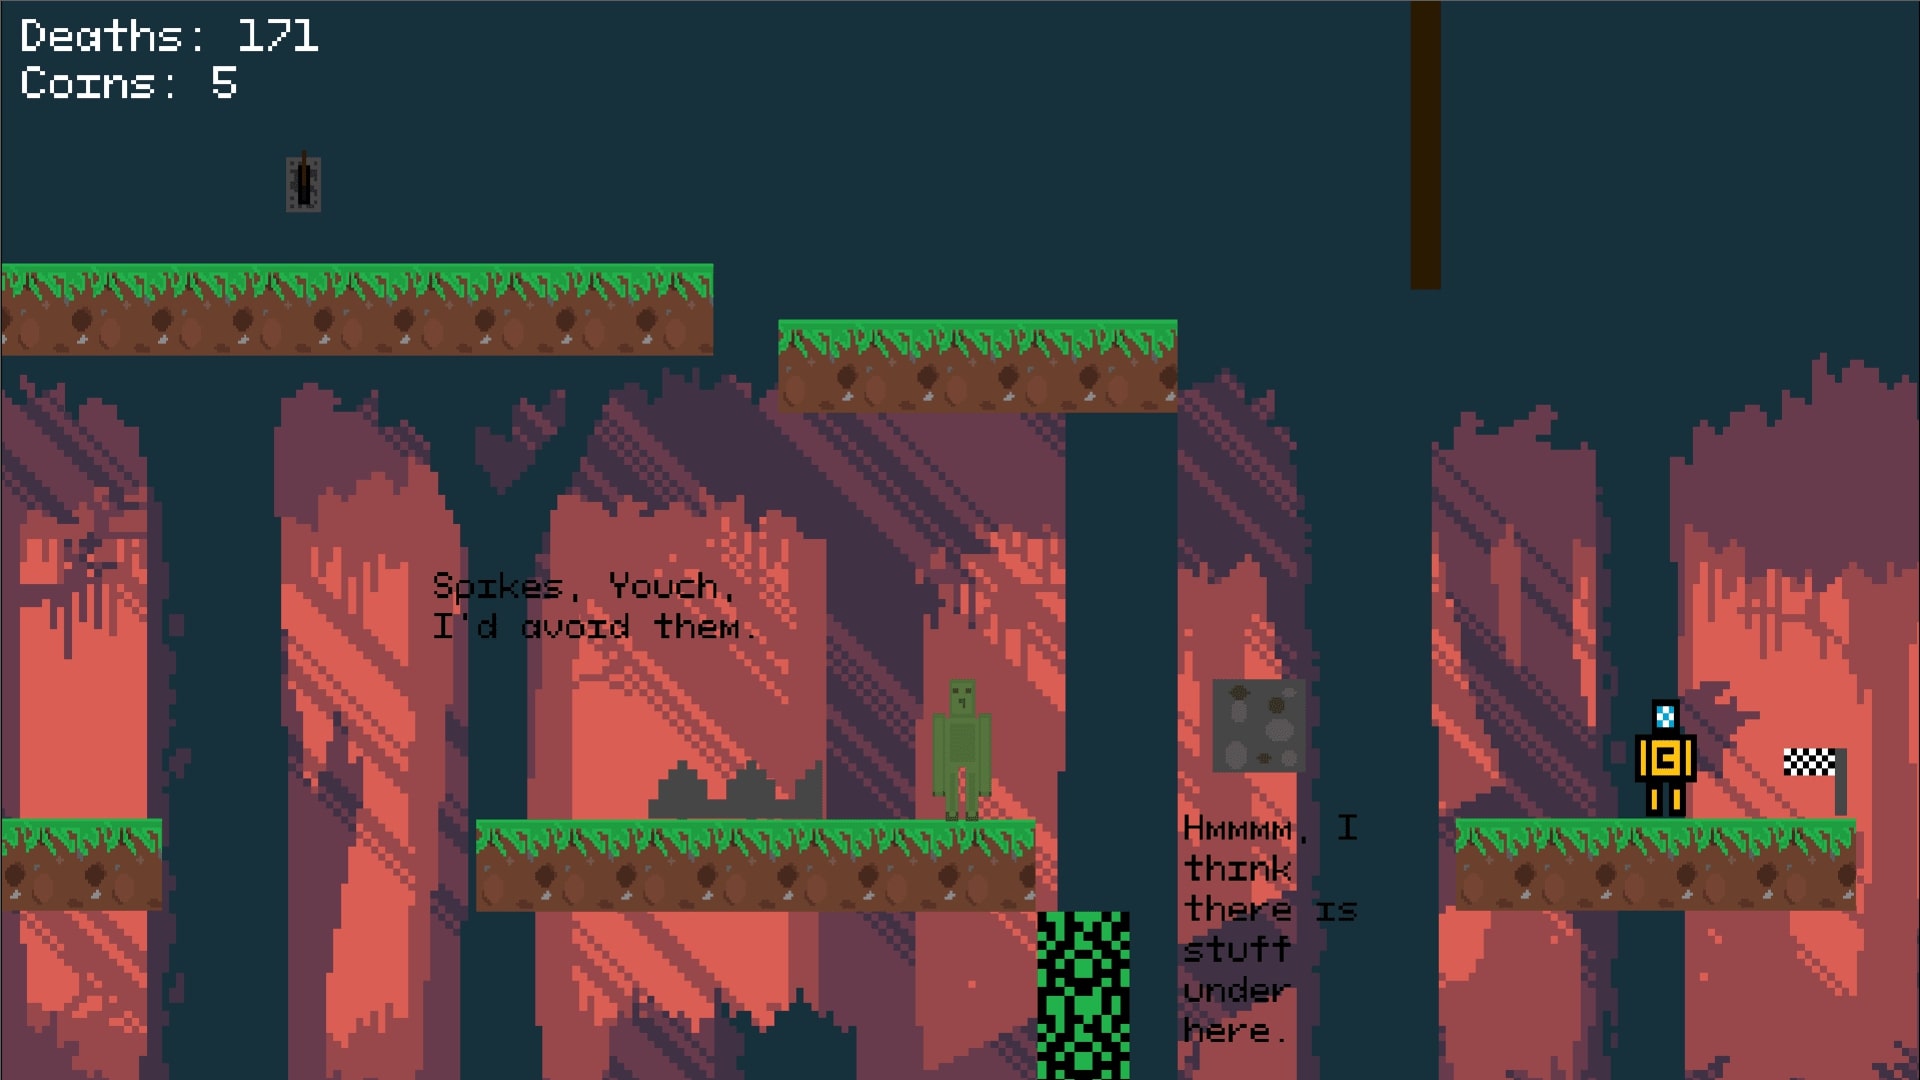 Deaths: 171
Coins: 5
Spikes, Youch,
I'd avoid them.
Hmmmm, I
think
there is
stuff
under
here.